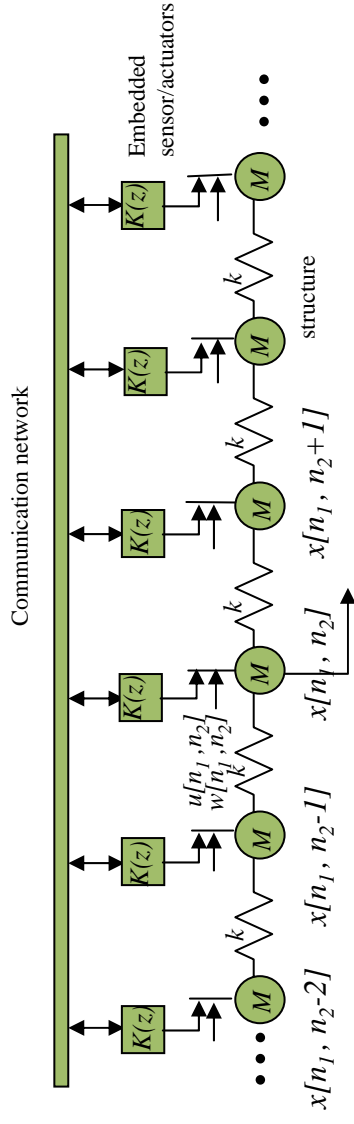 Communication network
Embedded
sensor/actuators
K(z) K(z) K(z) K(z) K(z) K(z)
u[n₁,n₂]
w[n₁,n₂]
k k k k k
M M M M M M
structure
x[n₁, n₂-2] x[n₁, n₂-1] x[n₁, n₂] x[n₁, n₂+1]